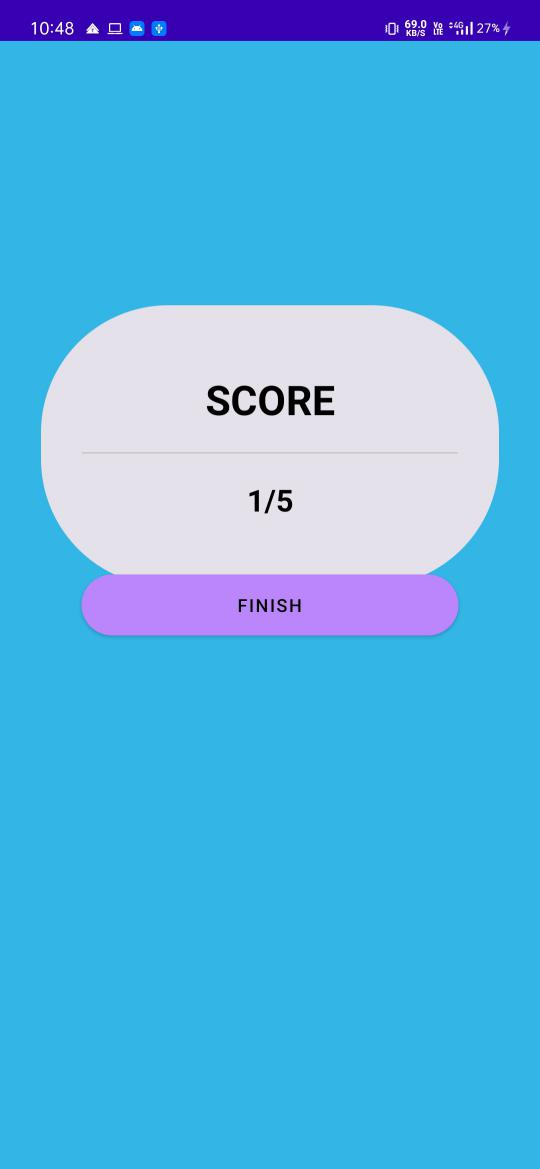 10:48 69.0 KB/S Vo LTE 4G 27%
SCORE
1/5
FINISH